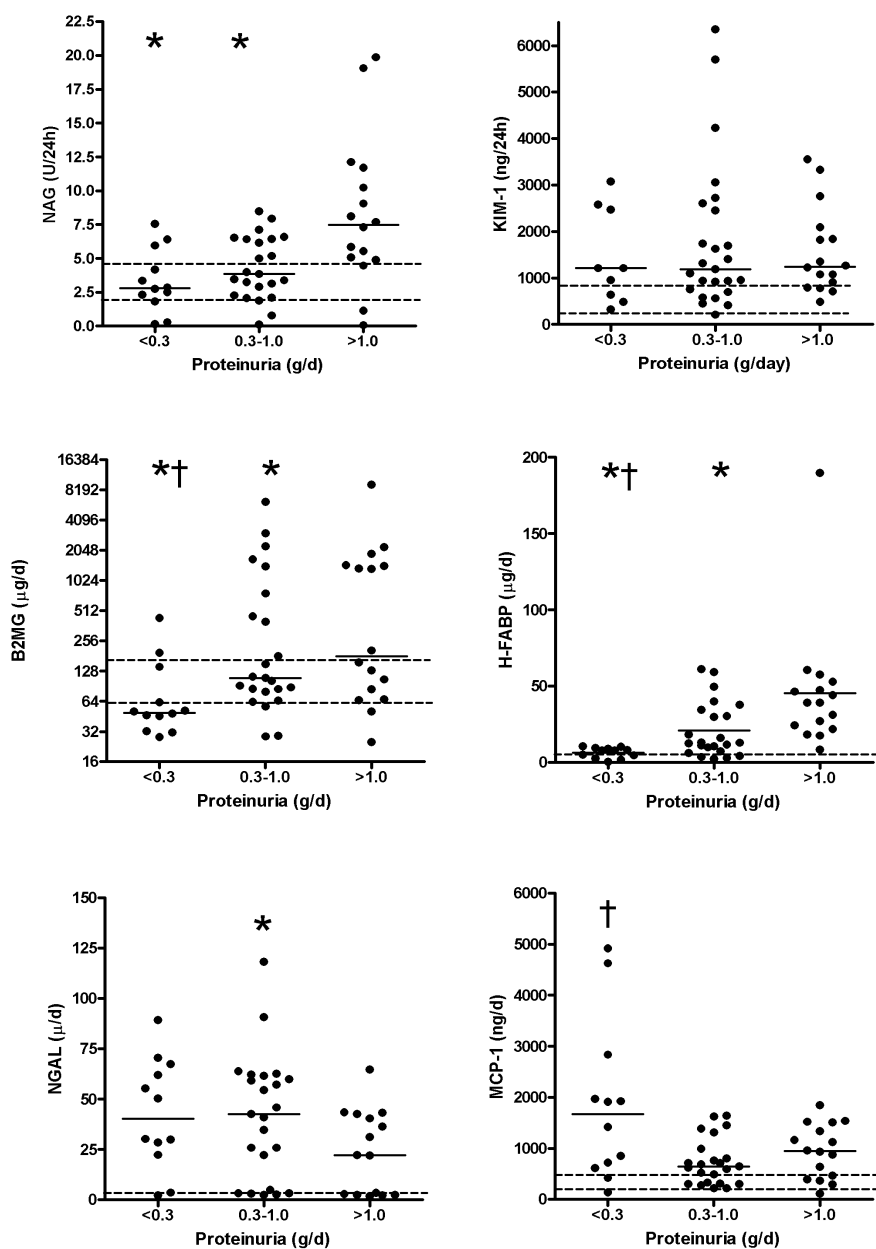 22.5
20.0
17.5
15.0
12.5
10.0
7.5
5.0
2.5
0.0
NAG (U/24h)
* *
<0.3 0.3-1.0 >1.0
Proteinuria (g/d)
6000
5000
4000
3000
2000
1000
0
KIM-1 (ng/24h)
<0.3 0.3-1.0 >1.0
Proteinuria (g/day)
16384
8192
4096
2048
1024
512
256
128
64
32
16
B2MG (μg/d)
*† *
<0.3 0.3-1.0 >1.0
Proteinuria (g/d)
200
150
100
50
0
H-FABP (μg/d)
*† *
<0.3 0.3-1.0 >1.0
Proteinuria (g/d)
150
125
100
75
50
25
0
NGAL (μ/d)
*
<0.3 0.3-1.0 >1.0
Proteinuria (g/d)
6000
5000
4000
3000
2000
1000
0
MCP-1 (ng/d)
†
<0.3 0.3-1.0 >1.0
Proteinuria (g/d)